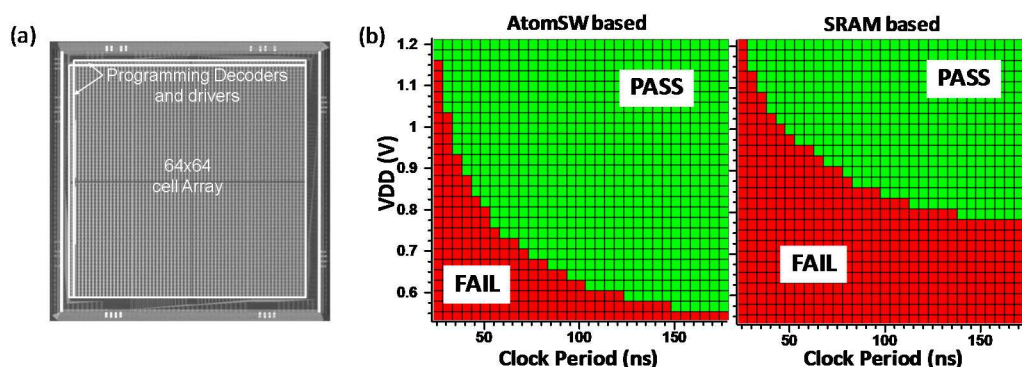 (a)
Programming Decoders
and drivers
64x64
cell Array
(b)
AtomSW based
SRAM based
1.2
1.1
1
0.9
0.8
0.7
0.6
VDD (V)
PASS
FAIL
PASS
FAIL
50
100
150
50
100
150
Clock Period (ns)
Clock Period (ns)